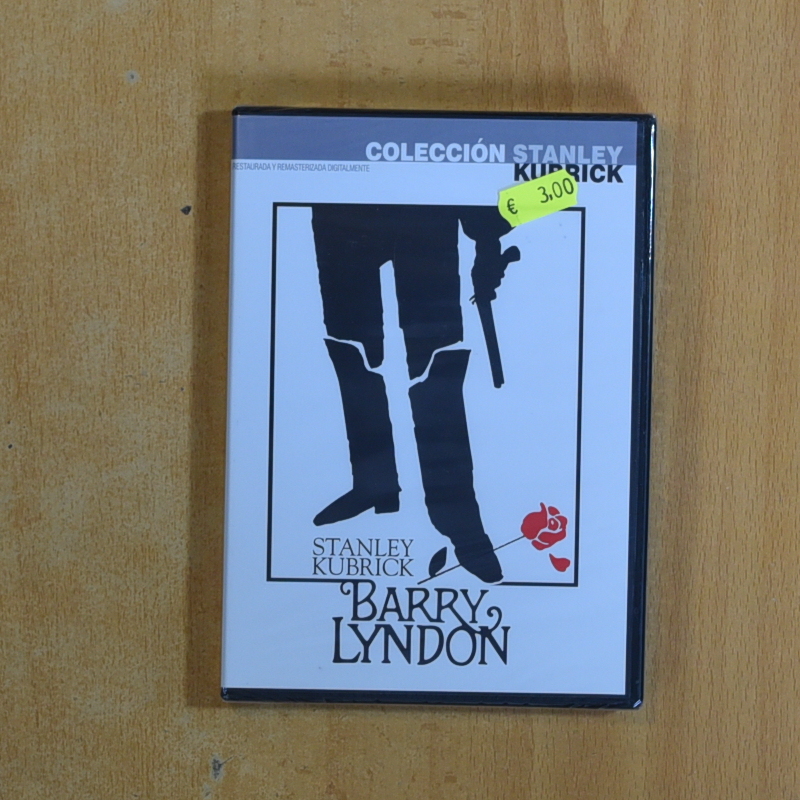 COLECCIÓN STANLEY
KUBRICK
RESTAURADA Y REMASTERIZADA DIGITALMENTE
€ 3,00
STANLEY
KUBRICK
BARRY
LYNDON